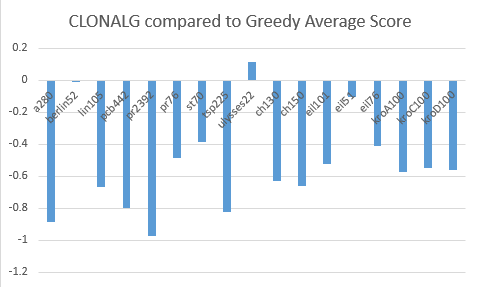 CLONALG compared to Greedy Average Score
0.2
0
-0.2
-0.4
-0.6
-0.8
-1
-1.2
a280
berlin52
lin105
pcb442
pr2392
pr76
st70
tsp225
ulysses22
ch130
ch150
eil101
eil51
eil76
kroA100
kroC100
kroD100